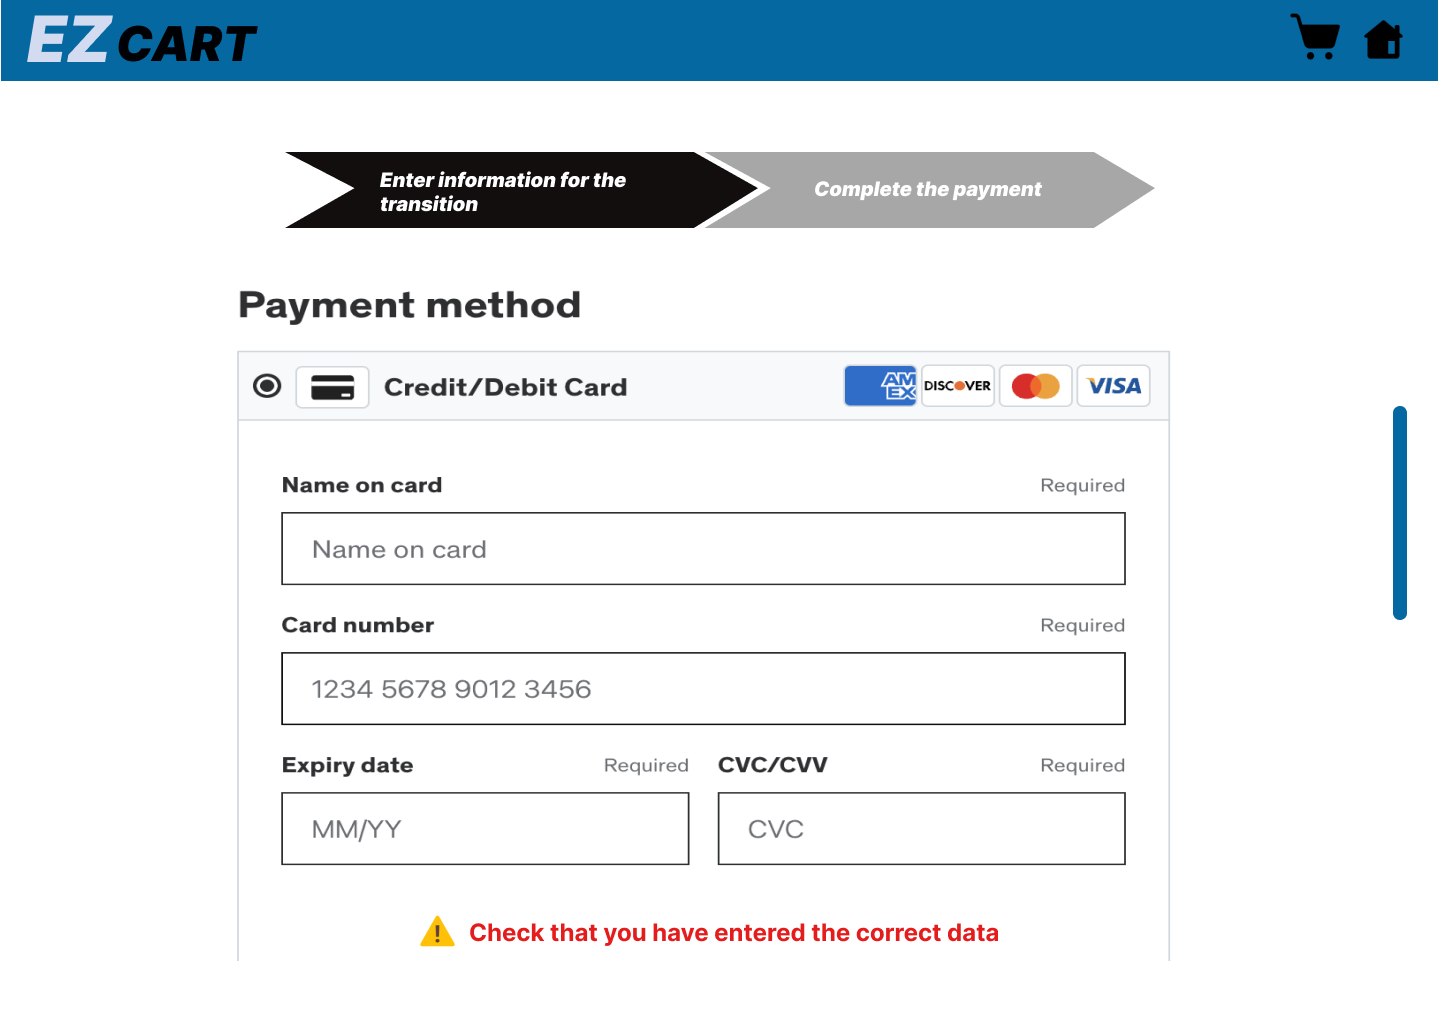 EZ CART
Enter information for the
transition
Complete the payment
Payment method
Credit/Debit Card
AM
EX
DISCOVER
VISA
Name on card Required
Name on card
Card number Required
1234 5678 9012 3456
Expiry date Required CVC/CVV Required
MM/YY CVC
Check that you have entered the correct data